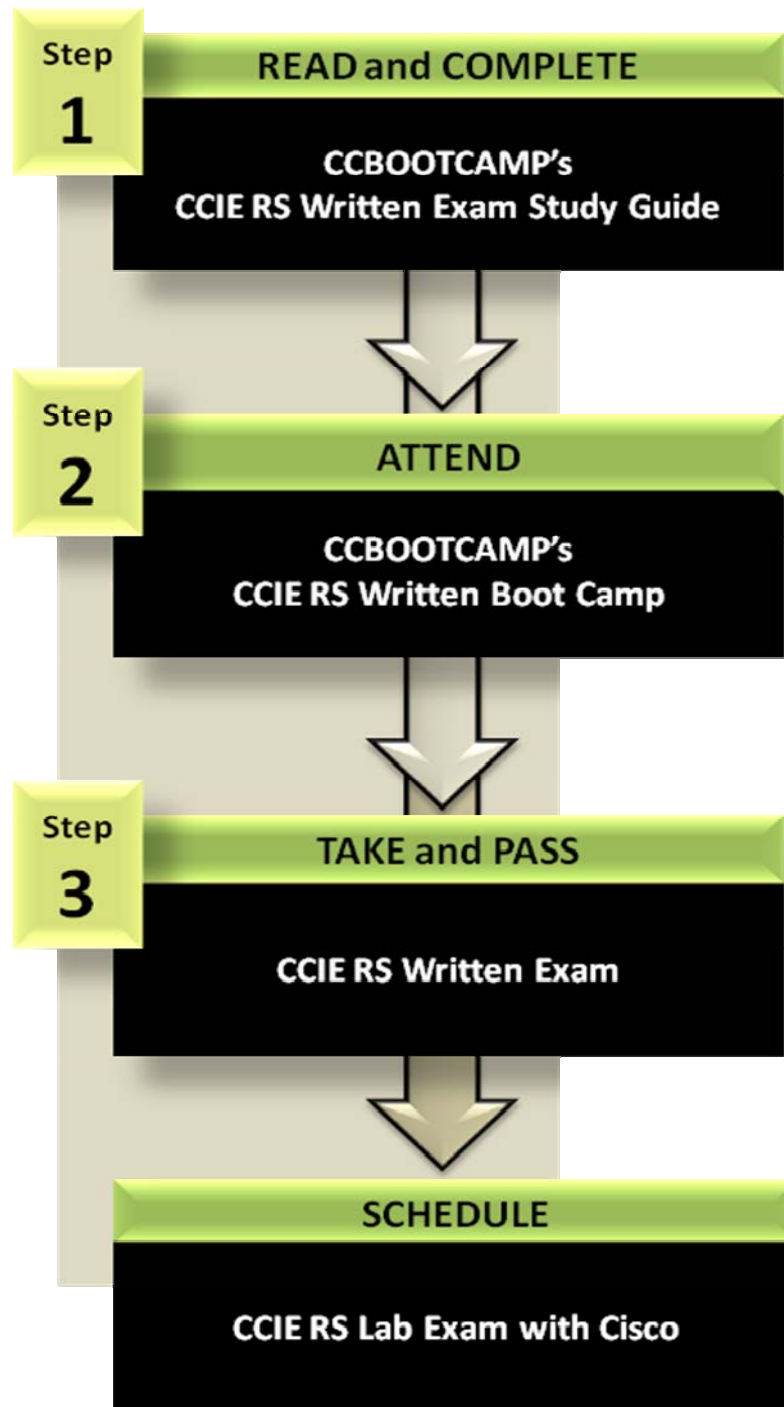 Step
1
READ and COMPLETE
CCBOOTCAMP’s
CCIE RS Written Exam Study Guide
Step
2
ATTEND
CCBOOTCAMP’s
CCIE RS Written Boot Camp
Step
3
TAKE and PASS
CCIE RS Written Exam
SCHEDULE
CCIE RS Lab Exam with Cisco